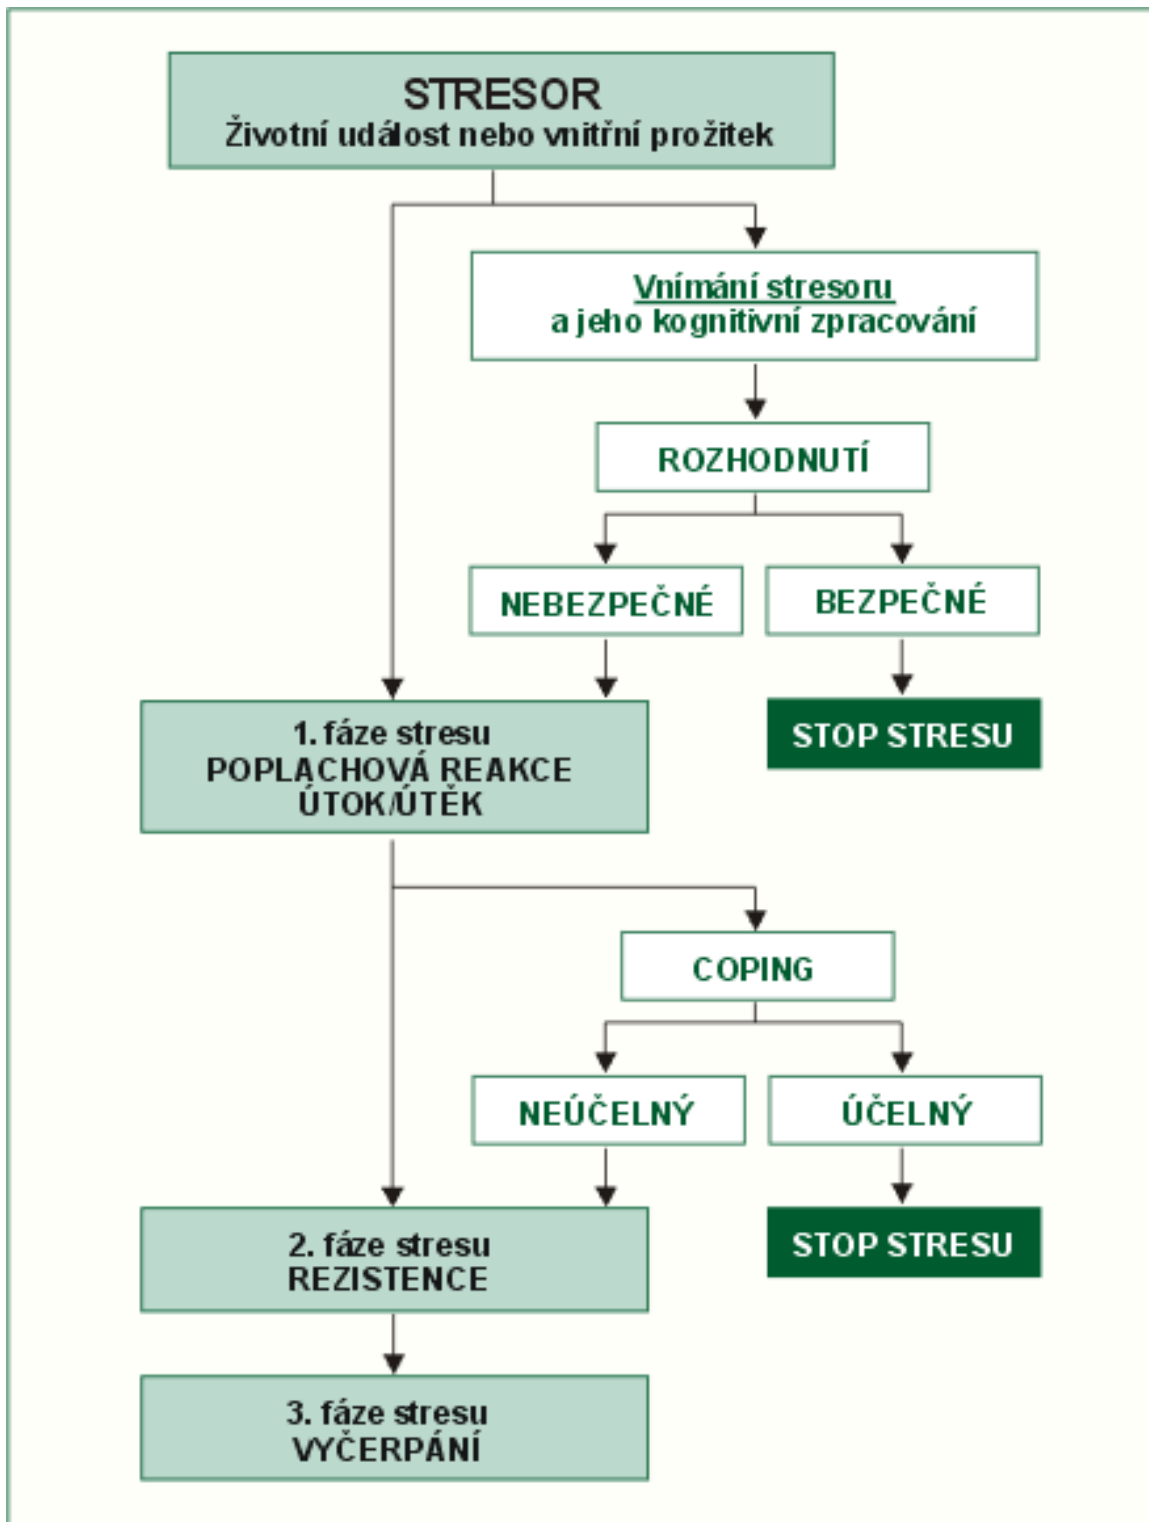 STRESOR
Životní událost nebo vnitřní prožitek
Vnímání stresoru
a jeho kognitivní zpracování
ROZHODNUTÍ
NEBEZPEČNÉ
BEZPEČNÉ
1. fáze stresu
POPLACHOVÁ REAKCE
ÚTOK/ÚTĚK
STOP STRESU
COPING
NEÚČELNÝ
ÚČELNÝ
2. fáze stresu
REZISTENCE
STOP STRESU
3. fáze stresu
VYČERPÁNÍ